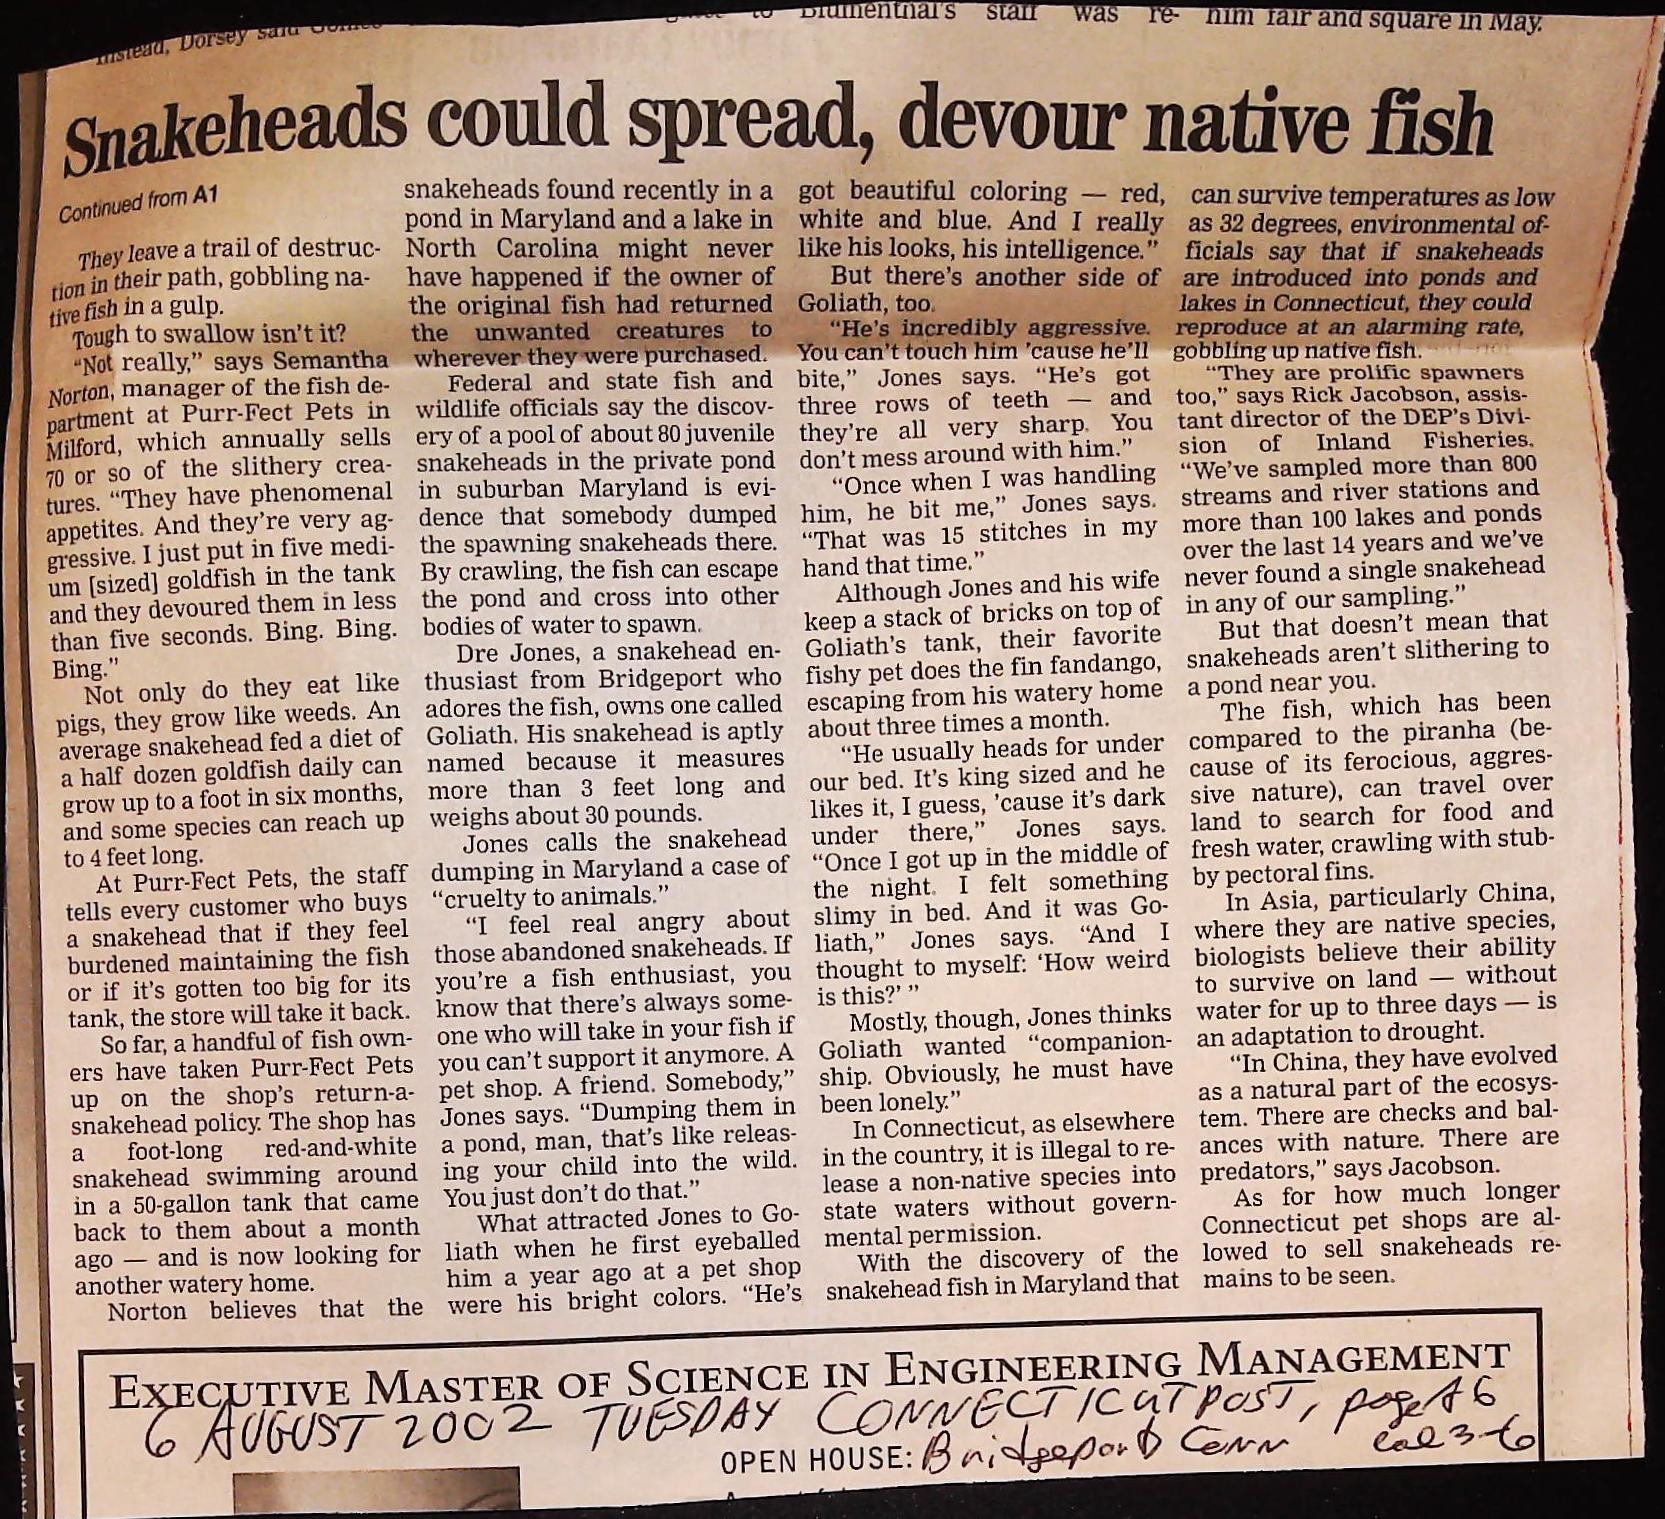 Instead, Dorsey said
to Blumenthal's staff was re-
him fair and square in May.
Snakeheads could spread, devour native fish
Continued from A1
They leave a trail of destruc-
tion in their path, gobbling na-
tive fish in a gulp.
Tough to swallow isn't it?
"Not really," says Semantha
Norton, manager of the fish de-
partment at Purr-Fect Pets in
Milford, which annually sells
70 or so of the slithery crea-
tures. "They have phenomenal
appetites. And they're very ag-
gressive. I just put in five medi-
um [sized] goldfish in the tank
and they devoured them in less
than five seconds. Bing. Bing.
Bing."
Not only do they eat like
pigs, they grow like weeds. An
average snakehead fed a diet of
a half dozen goldfish daily can
grow up to a foot in six months,
and some species can reach up
to 4 feet long.
At Purr-Fect Pets, the staff
tells every customer who buys
a snakehead that if they feel
burdened maintaining the fish
or if it's gotten too big for its
tank, the store will take it back.
So far, a handful of fish own-
ers have taken Purr-Fect Pets
up on the shop's return-a-
snakehead policy. The shop has
a foot-long red-and-white
snakehead swimming around
in a 50-gallon tank that came
back to them about a month
ago — and is now looking for
another watery home.
Norton believes that the
snakeheads found recently in a
pond in Maryland and a lake in
North Carolina might never
have happened if the owner of
the original fish had returned
the unwanted creatures to
wherever they were purchased.
Federal and state fish and
wildlife officials say the discov-
ery of a pool of about 80 juvenile
snakeheads in the private pond
in suburban Maryland is evi-
dence that somebody dumped
the spawning snakeheads there.
By crawling, the fish can escape
the pond and cross into other
bodies of water to spawn.
Dre Jones, a snakehead en-
thusiast from Bridgeport who
adores the fish, owns one called
Goliath. His snakehead is aptly
named because it measures
more than 3 feet long and
weighs about 30 pounds.
Jones calls the snakehead
dumping in Maryland a case of
"cruelty to animals."
"I feel real angry about
those abandoned snakeheads. If
you're a fish enthusiast, you
know that there's always some-
one who will take in your fish if
you can't support it anymore. A
pet shop. A friend. Somebody,"
Jones says. "Dumping them in
a pond, man, that's like releas-
ing your child into the wild.
You just don't do that."
What attracted Jones to Go-
liath when he first eyeballed
him a year ago at a pet shop
were his bright colors. "He's
got beautiful coloring — red,
white and blue. And I really
like his looks, his intelligence."
But there's another side of
Goliath, too.
"He's incredibly aggressive.
You can't touch him 'cause he'll
bite," Jones says. "He's got
three rows of teeth — and
they're all very sharp. You
don't mess around with him."
"Once when I was handling
him, he bit me," Jones says.
"That was 15 stitches in my
hand that time."
Although Jones and his wife
keep a stack of bricks on top of
Goliath's tank, their favorite
fishy pet does the fin fandango,
escaping from his watery home
about three times a month.
"He usually heads for under
our bed. It's king sized and he
likes it, I guess, 'cause it's dark
under there," Jones says.
"Once I got up in the middle of
the night. I felt something
slimy in bed. And it was Go-
liath," Jones says. "And I
thought to myself: 'How weird
is this?' "
Mostly, though, Jones thinks
Goliath wanted "companion-
ship. Obviously, he must have
been lonely."
In Connecticut, as elsewhere
in the country, it is illegal to re-
lease a non-native species into
state waters without govern-
mental permission.
With the discovery of the
snakehead fish in Maryland that
can survive temperatures as low
as 32 degrees, environmental of-
ficials say that if snakeheads
are introduced into ponds and
lakes in Connecticut, they could
reproduce at an alarming rate,
gobbling up native fish.
"They are prolific spawners
too," says Rick Jacobson, assis-
tant director of the DEP's Divi-
sion of Inland Fisheries.
"We've sampled more than 800
streams and river stations and
more than 100 lakes and ponds
over the last 14 years and we've
never found a single snakehead
in any of our sampling."
But that doesn't mean that
snakeheads aren't slithering to
a pond near you.
The fish, which has been
compared to the piranha (be-
cause of its ferocious, aggres-
sive nature), can travel over
land to search for food and
fresh water, crawling with stub-
by pectoral fins.
In Asia, particularly China,
where they are native species,
biologists believe their ability
to survive on land — without
water for up to three days — is
an adaptation to drought.
"In China, they have evolved
as a natural part of the ecosys-
tem. There are checks and bal-
ances with nature. There are
predators," says Jacobson.
As for how much longer
Connecticut pet shops are al-
lowed to sell snakeheads re-
mains to be seen.
EXECUTIVE MASTER OF SCIENCE IN ENGINEERING MANAGEMENT
6 AUGUST 2002 TUESDAY CONNECTICUT POST, page A6
OPEN HOUSE: Bridgeport Conn col 3-6